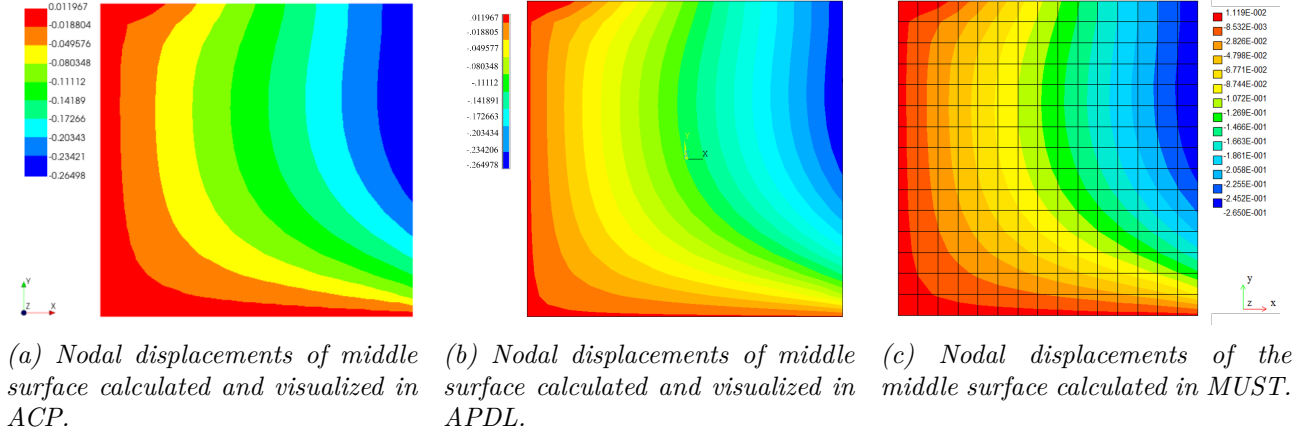 0.011967
-0.018804
-0.049576
-0.080348
-0.11112
-0.14189
-0.17266
-0.20343
-0.23421
-0.26498
Y
Z X
.011967
-.018805
-.049577
-.080348
-.11112
-.141891
-.172663
-.203434
-.234206
-.264978
Y
Z X
1.119E-002
-8.532E-003
-2.826E-002
-4.798E-002
-6.771E-002
-8.744E-002
-1.072E-001
-1.269E-001
-1.466E-001
-1.663E-001
-1.861E-001
-2.058E-001
-2.255E-001
-2.452E-001
-2.650E-001
y
z x
(a) Nodal displacements of middle
surface calculated and visualized in
ACP.
(b) Nodal displacements of middle
surface calculated and visualized in
APDL.
(c) Nodal displacements of the
middle surface calculated in MUST.